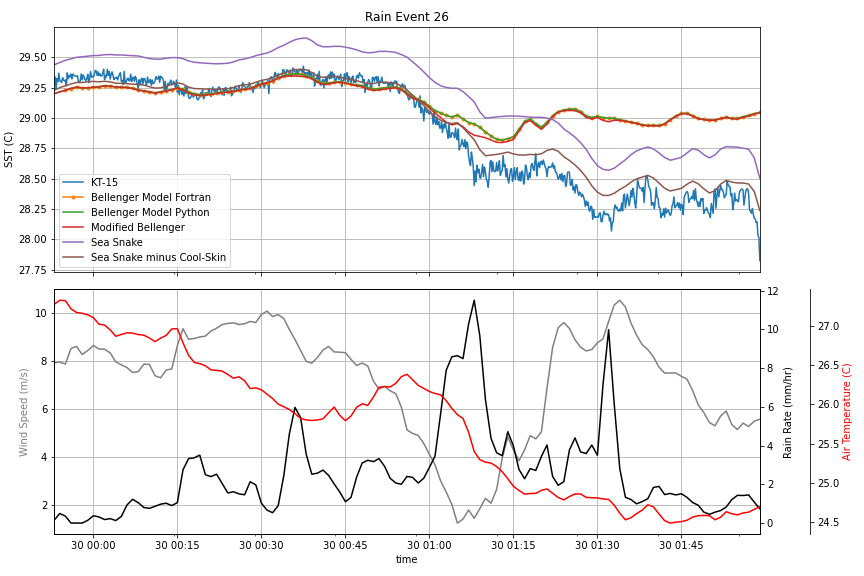 Rain Event 26
SST (C)
29.50
29.25
29.00
28.75
28.50
28.25
28.00
27.75
KT-15
Bellenger Model Fortran
Bellenger Model Python
Modified Bellenger
Sea Snake
Sea Snake minus Cool-Skin
Wind Speed (m/s)
10
8
6
4
2
12
10
8
6
4
2
0
Rain Rate (mm/hr)
27.0
26.5
26.0
25.5
25.0
24.5
Air Temperature (C)
30 00:00
30 00:15
30 00:30
30 00:45
30 01:00
30 01:15
30 01:30
30 01:45
time